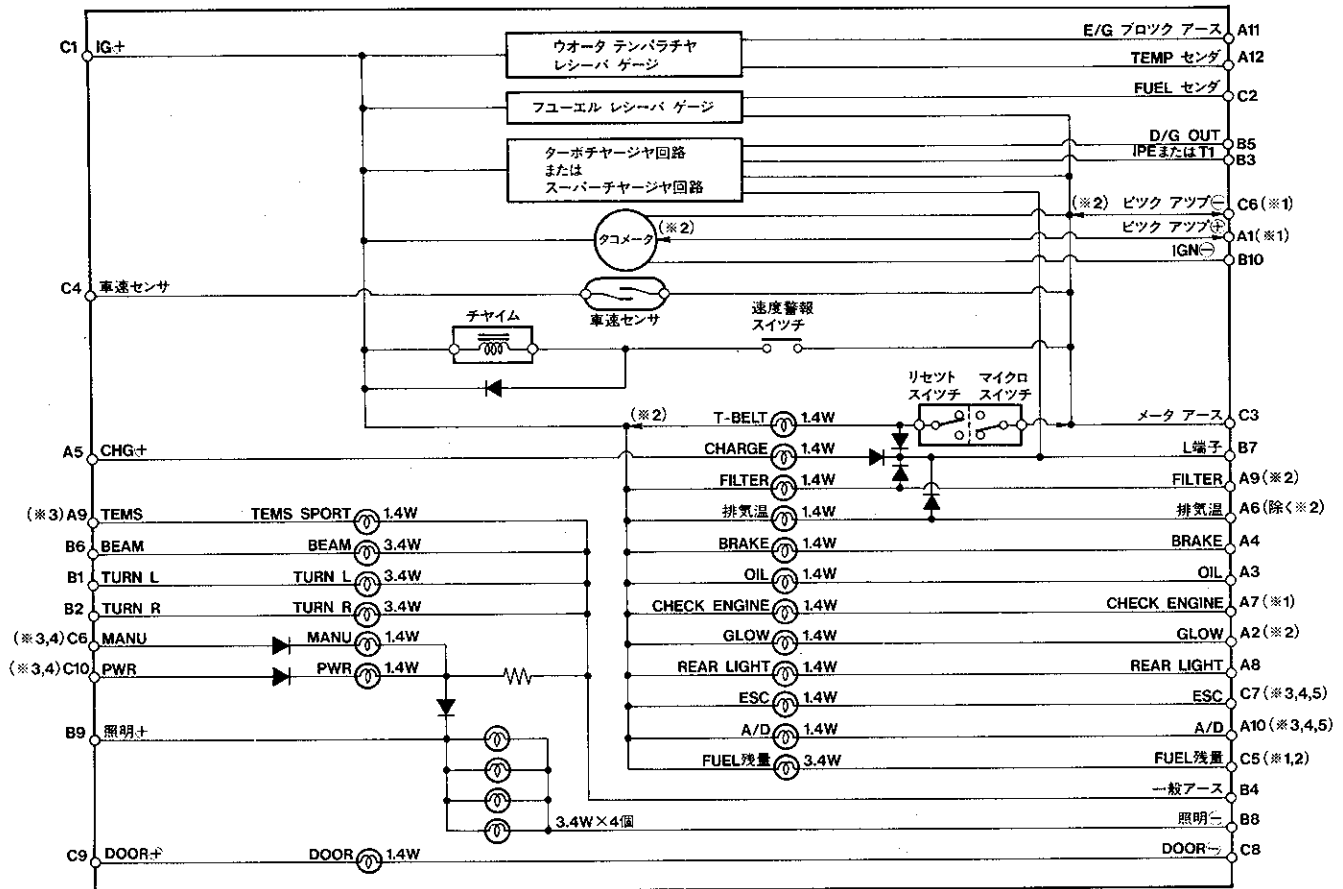 C1 IG+
ウオータ テンパラチヤ
レシーバ ゲージ
E/G ブロツク アース A11
TEMP センダ A12
フユーエル レシーバ ゲージ
FUEL センダ C2
ターボチヤージヤ回路
または
スーパーチヤージヤ回路
D/G OUT B5
IPEまたはT1 B3
(※2) ピツク アツプ⊖ C6(※1)
タコメータ (※2)
ピツク アツプ⊕ A1(※1)
IGN⊖ B10
C4 車速センサ
車速センサ
チヤイム
速度警報
スイツチ
リセツト
スイツチ
マイクロ
スイツチ
(※2) T-BELT 1.4W メータ アース C3
A5 CHG+ CHARGE 1.4W L端子 B7
FILTER 1.4W FILTER A9(※2)
(※3) A9 TEMS TEMS SPORT 1.4W
排気温 1.4W 排気温 A6(除く※2)
B6 BEAM BEAM 3.4W
BRAKE 1.4W BRAKE A4
B1 TURN L TURN L 3.4W
OIL 1.4W OIL A3
B2 TURN R TURN R 3.4W
CHECK ENGINE 1.4W CHECK ENGINE A7(※1)
(※3,4) C6 MANU MANU 1.4W
GLOW 1.4W GLOW A2(※2)
(※3,4) C10 PWR PWR 1.4W
REAR LIGHT 1.4W REAR LIGHT A8
ESC 1.4W ESC C7(※3,4,5)
B9 照明+
A/D 1.4W A/D A10(※3,4,5)
FUEL残量 3.4W FUEL残量 C5(※1,2)
一般アース B4
3.4W×4個 照明− B8
C9 DOOR+ DOOR 1.4W DOOR− C8